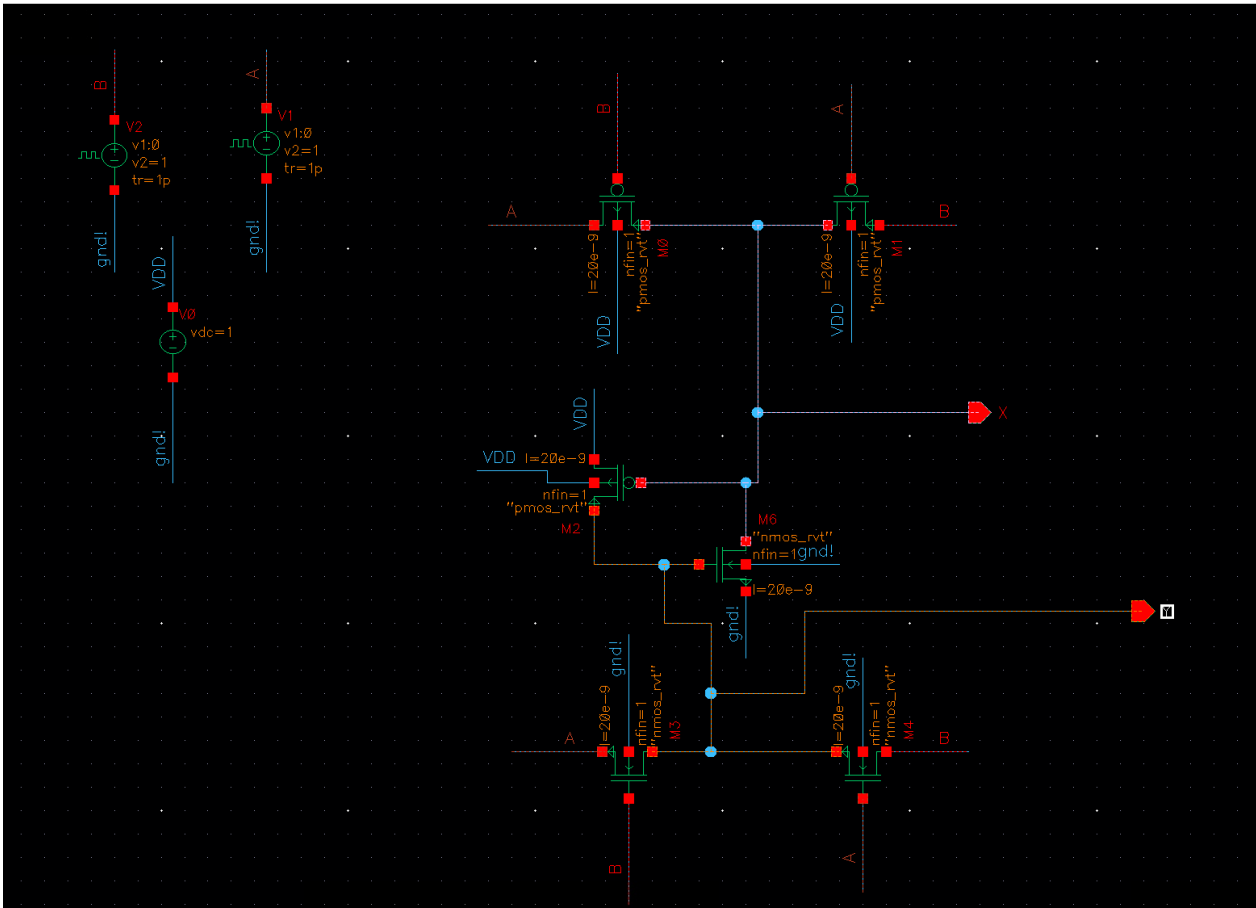 B
V2
v1:0
v2=1
tr=1p
gnd!
A
V1
v1:0
v2=1
tr=1p
gnd!
VDD
V0
vdc=1
gnd!
B
A
l=20e-9
nfin=1
"pmos_rvt"
M0
VDD
A
B
l=20e-9
nfin=1
"pmos_rvt"
M1
VDD
X
VDD
VDD
l=20e-9
nfin=1
"pmos_rvt"
M2
M6
"nmos_rvt"
nfin=1
gnd!
l=20e-9
gnd!
Y
gnd!
A
l=20e-9
nfin=1
"nmos_rvt"
M3
B
gnd!
l=20e-9
nfin=1
"nmos_rvt"
M4
B
A